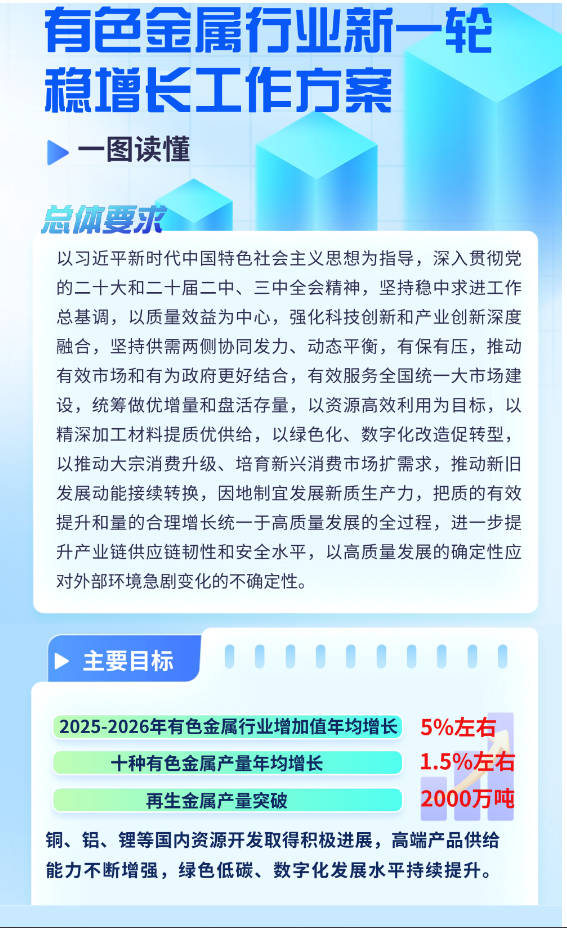 有色金属行业新一轮
稳增长工作方案
一图读懂
总体要求
以习近平新时代中国特色社会主义思想为指导，深入贯彻党
的二十大和二十届二中、三中全会精神，坚持稳中求进工作
总基调，以质量效益为中心，强化科技创新和产业创新深度
融合，坚持供需两侧协同发力、动态平衡，有保有压，推动
有效市场和有为政府更好结合，有效服务全国统一大市场建
设，统筹做优增量和盘活存量，以资源高效利用为目标，以
精深加工材料提质优供给，以绿色化、数字化改造促转型，
以推动大宗消费升级、培育新兴消费市场扩需求，推动新旧
发展动能接续转换，因地制宜发展新质生产力，把质的有效
提升和量的合理增长统一于高质量发展的全过程，进一步提
升产业链供应链韧性和安全水平，以高质量发展的确定性应
对外部环境急剧变化的不确定性。
主要目标
2025-2026年有色金属行业增加值年均增长 5%左右
十种有色金属产量年均增长 1.5%左右
再生金属产量突破 2000万吨
铜、铝、锂等国内资源开发取得积极进展，高端产品供给
能力不断增强，绿色低碳、数字化发展水平持续提升。